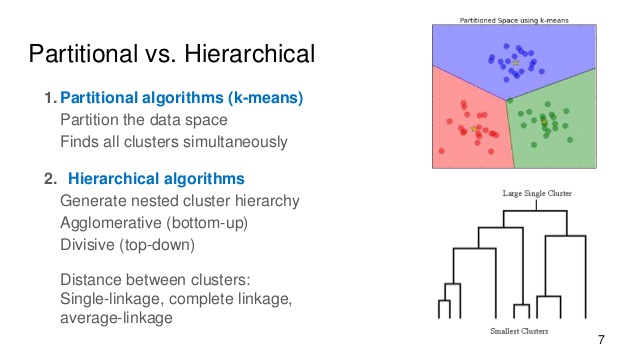 Partitioned Space using k-means
Partitional vs. Hierarchical
1. Partitional algorithms (k-means)
Partition the data space
Finds all clusters simultaneously
2. Hierarchical algorithms
Generate nested cluster hierarchy
Agglomerative (bottom-up)
Divisive (top-down)
Distance between clusters:
Single-linkage, complete linkage,
average-linkage
Large Single Cluster
Smallest Clusters
7